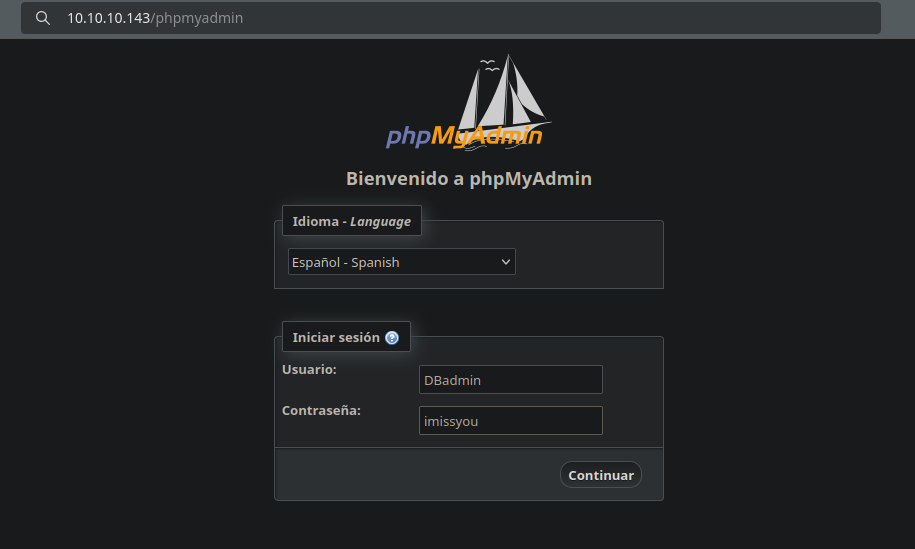 10.10.10.143/phpmyadmin
phpMyAdmin
Bienvenido a phpMyAdmin
Idioma - Language
Español - Spanish
Iniciar sesión
Usuario:
DBadmin
Contraseña:
imissyou
Continuar